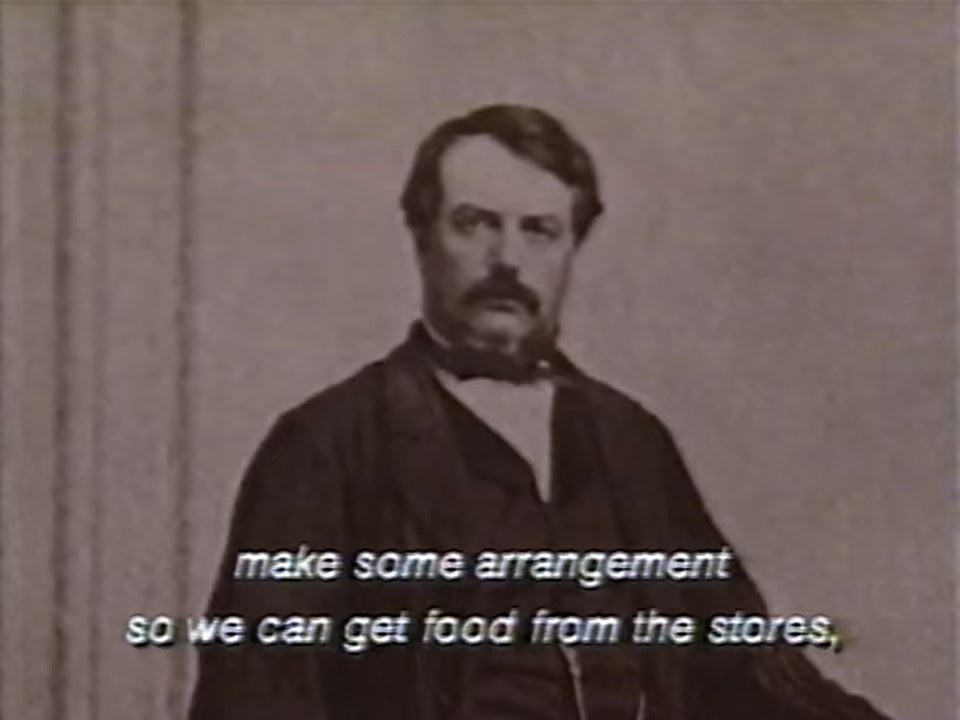 make some arrangement
so we can get food from the stores,